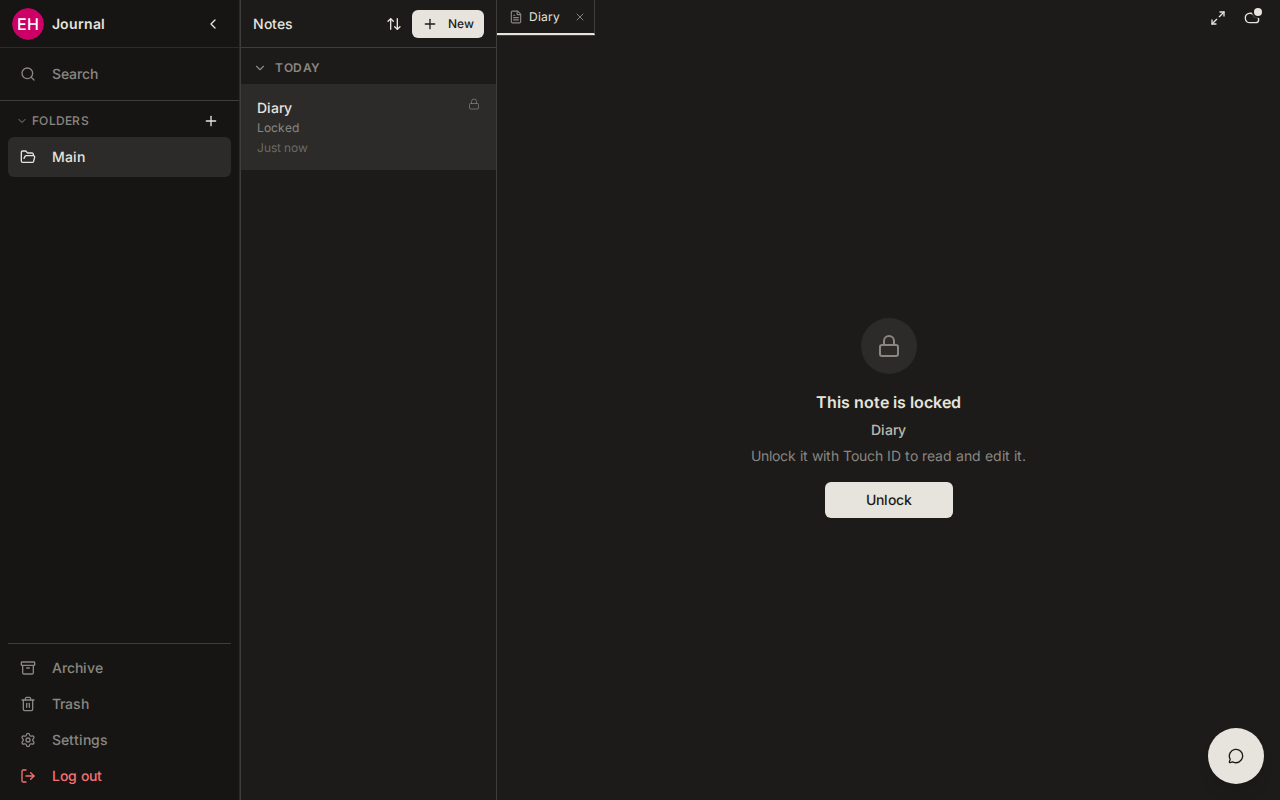 EH Journal
Search
FOLDERS
Main
Archive
Trash
Settings
Log out
Notes
New
TODAY
Diary
Locked
Just now
Diary
This note is locked
Diary
Unlock it with Touch ID to read and edit it.
Unlock